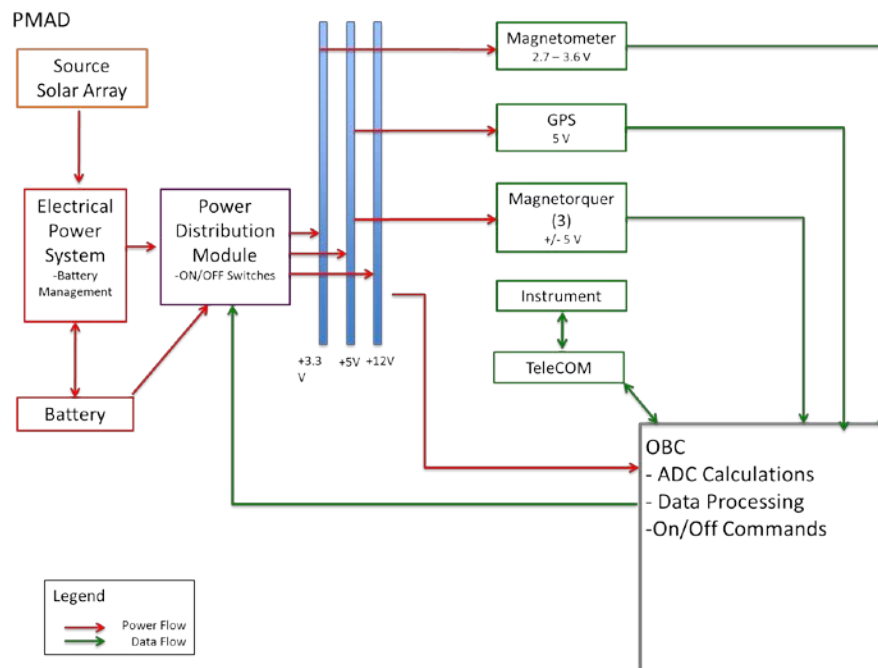 PMAD
Source
Solar Array
Electrical
Power
System
-Battery
Management
Battery
Power
Distribution
Module
-ON/OFF Switches
+3.3
V
+5V
+12V
Magnetometer
2.7 – 3.6 V
GPS
5 V
Magnetorquer
(3)
+/- 5 V
Instrument
TeleCOM
OBC
- ADC Calculations
- Data Processing
-On/Off Commands
Legend
Power Flow
Data Flow